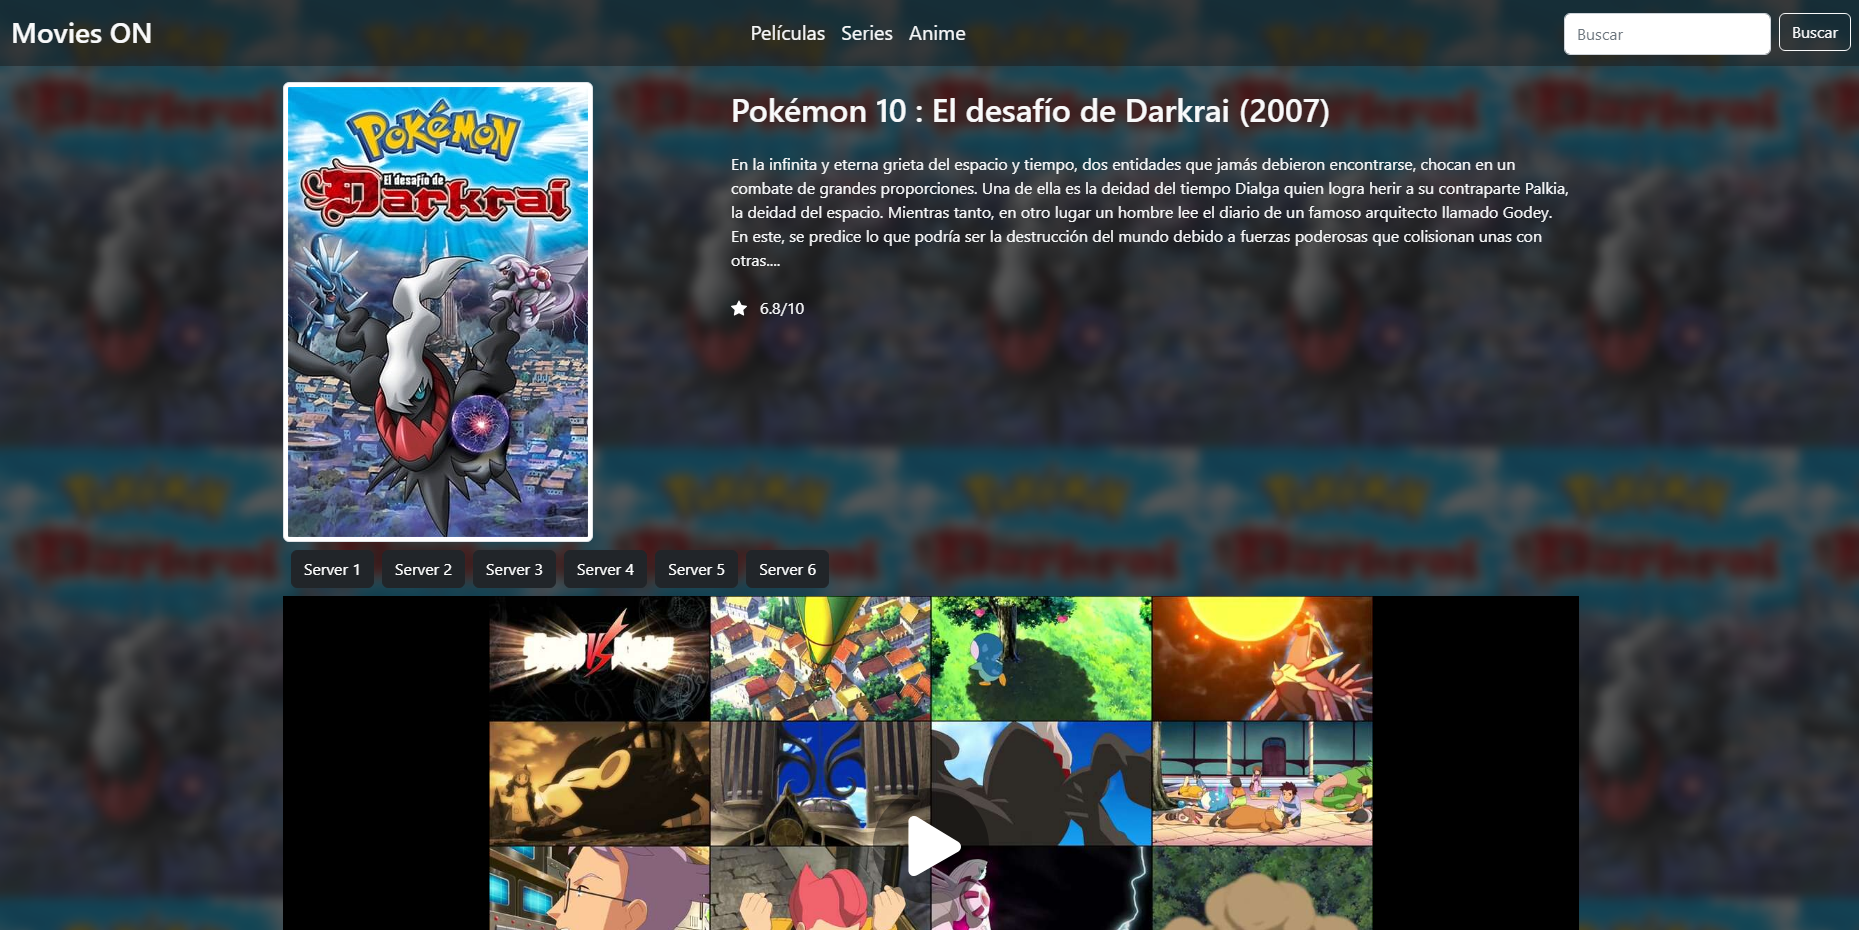 Movies ON
Películas Series Anime
Buscar Buscar
POKÉMON
El desafío de
Darkrai
Pokémon 10 : El desafío de Darkrai (2007)
En la infinita y eterna grieta del espacio y tiempo, dos entidades que jamás debieron encontrarse, chocan en un
combate de grandes proporciones. Una de ella es la deidad del tiempo Dialga quien logra herir a su contraparte Palkia,
la deidad del espacio. Mientras tanto, en otro lugar un hombre lee el diario de un famoso arquitecto llamado Godey.
En este, se predice lo que podría ser la destrucción del mundo debido a fuerzas poderosas que colisionan unas con
otras....
6.8/10
Server 1 Server 2 Server 3 Server 4 Server 5 Server 6
VS